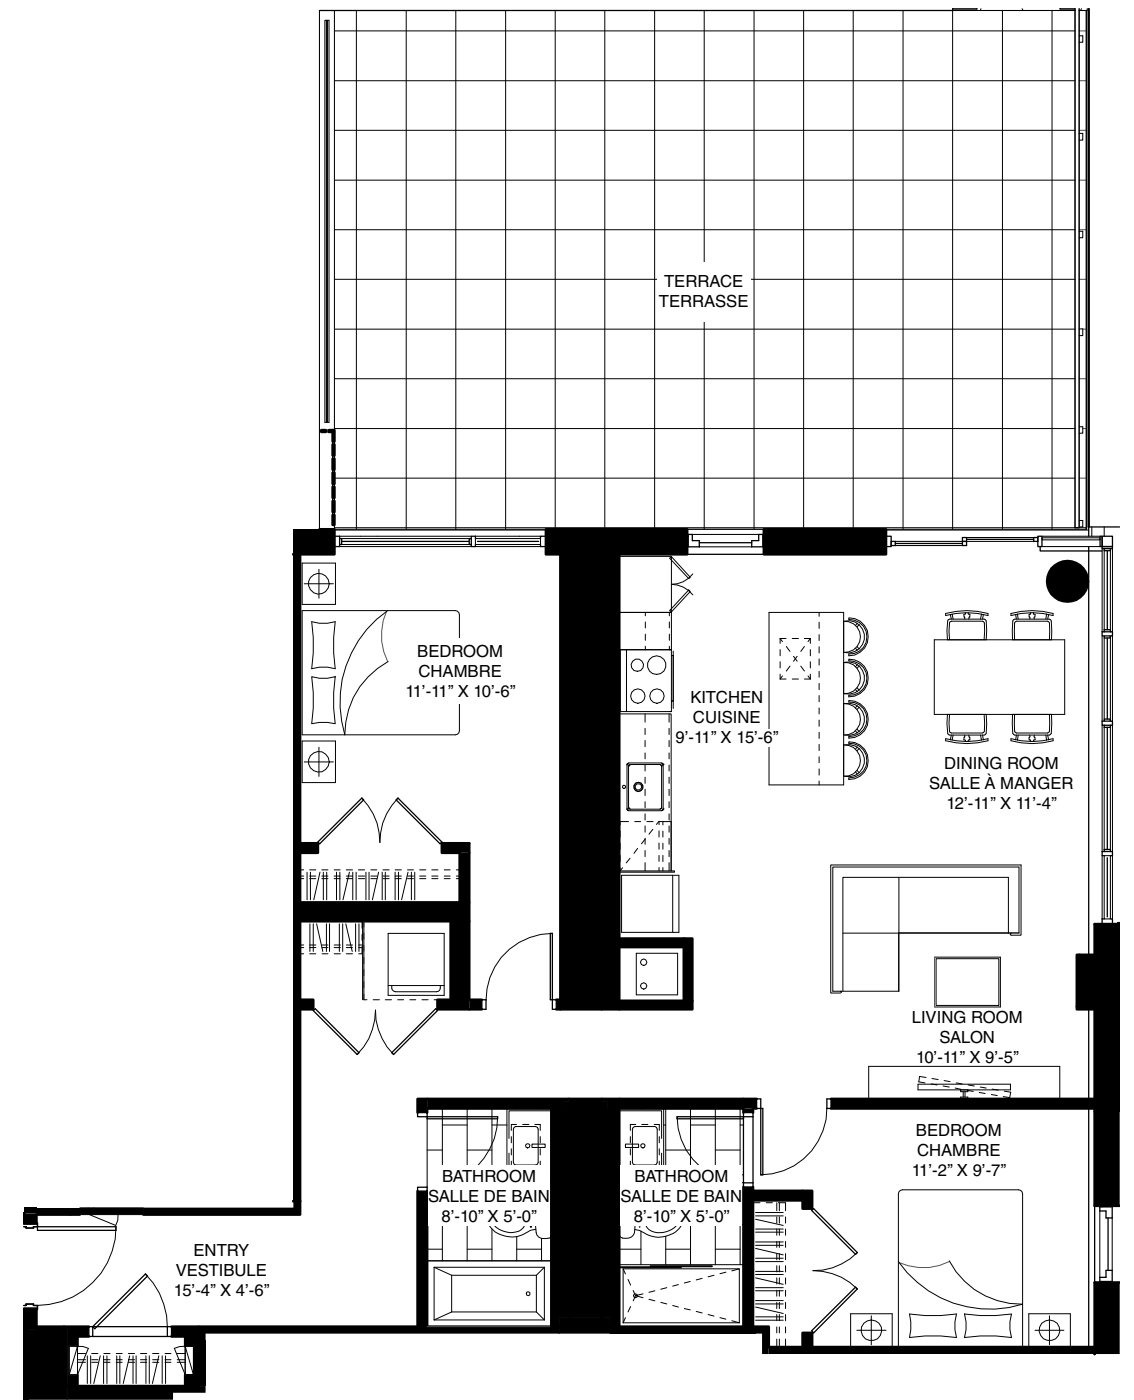 TERRACE
TERRASSE
BEDROOM
CHAMBRE
11’-11” X 10’-6”
KITCHEN
CUISINE
9’-11” X 15’-6”
DINING ROOM
SALLE À MANGER
12’-11” X 11’-4”
LIVING ROOM
SALON
10’-11” X 9’-5”
BEDROOM
CHAMBRE
11’-2” X 9’-7”
BATHROOM
SALLE DE BAIN
8’-10” X 5’-0”
BATHROOM
SALLE DE BAIN
8’-10” X 5’-0”
ENTRY
VESTIBULE
15’-4” X 4’-6”